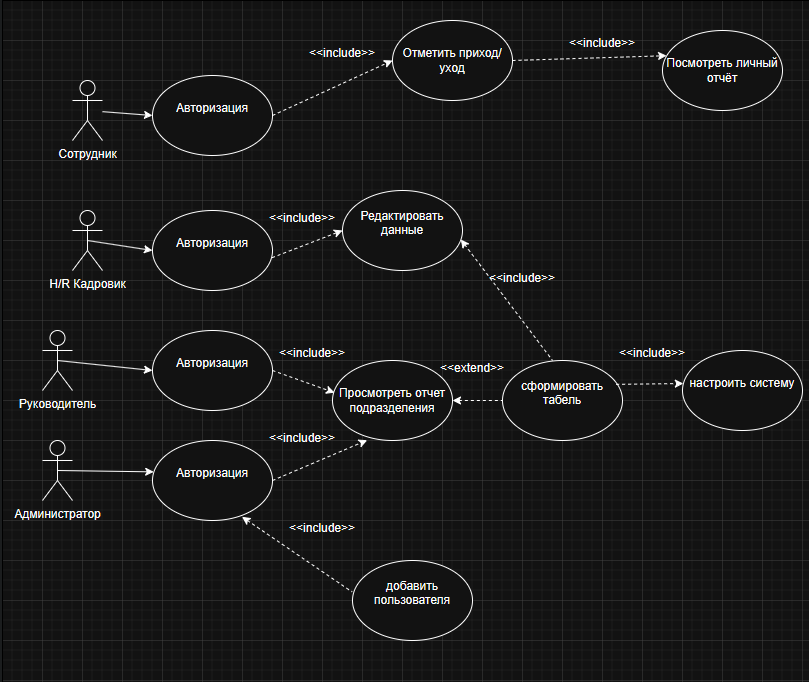 <<include>>
Отметить приход/
уход
<<include>>
Посмотреть личный
отчёт
Авторизация
Сотрудник
<<include>>
Редактировать
данные
Авторизация
H/R Кадровик
<<include>>
<<include>>
Авторизация
Руководитель
Просмотреть отчет
подразделения
<<extend>>
сформировать
табель
<<include>>
настроить систему
<<include>>
Авторизация
Администратор
<<include>>
добавить
пользователя